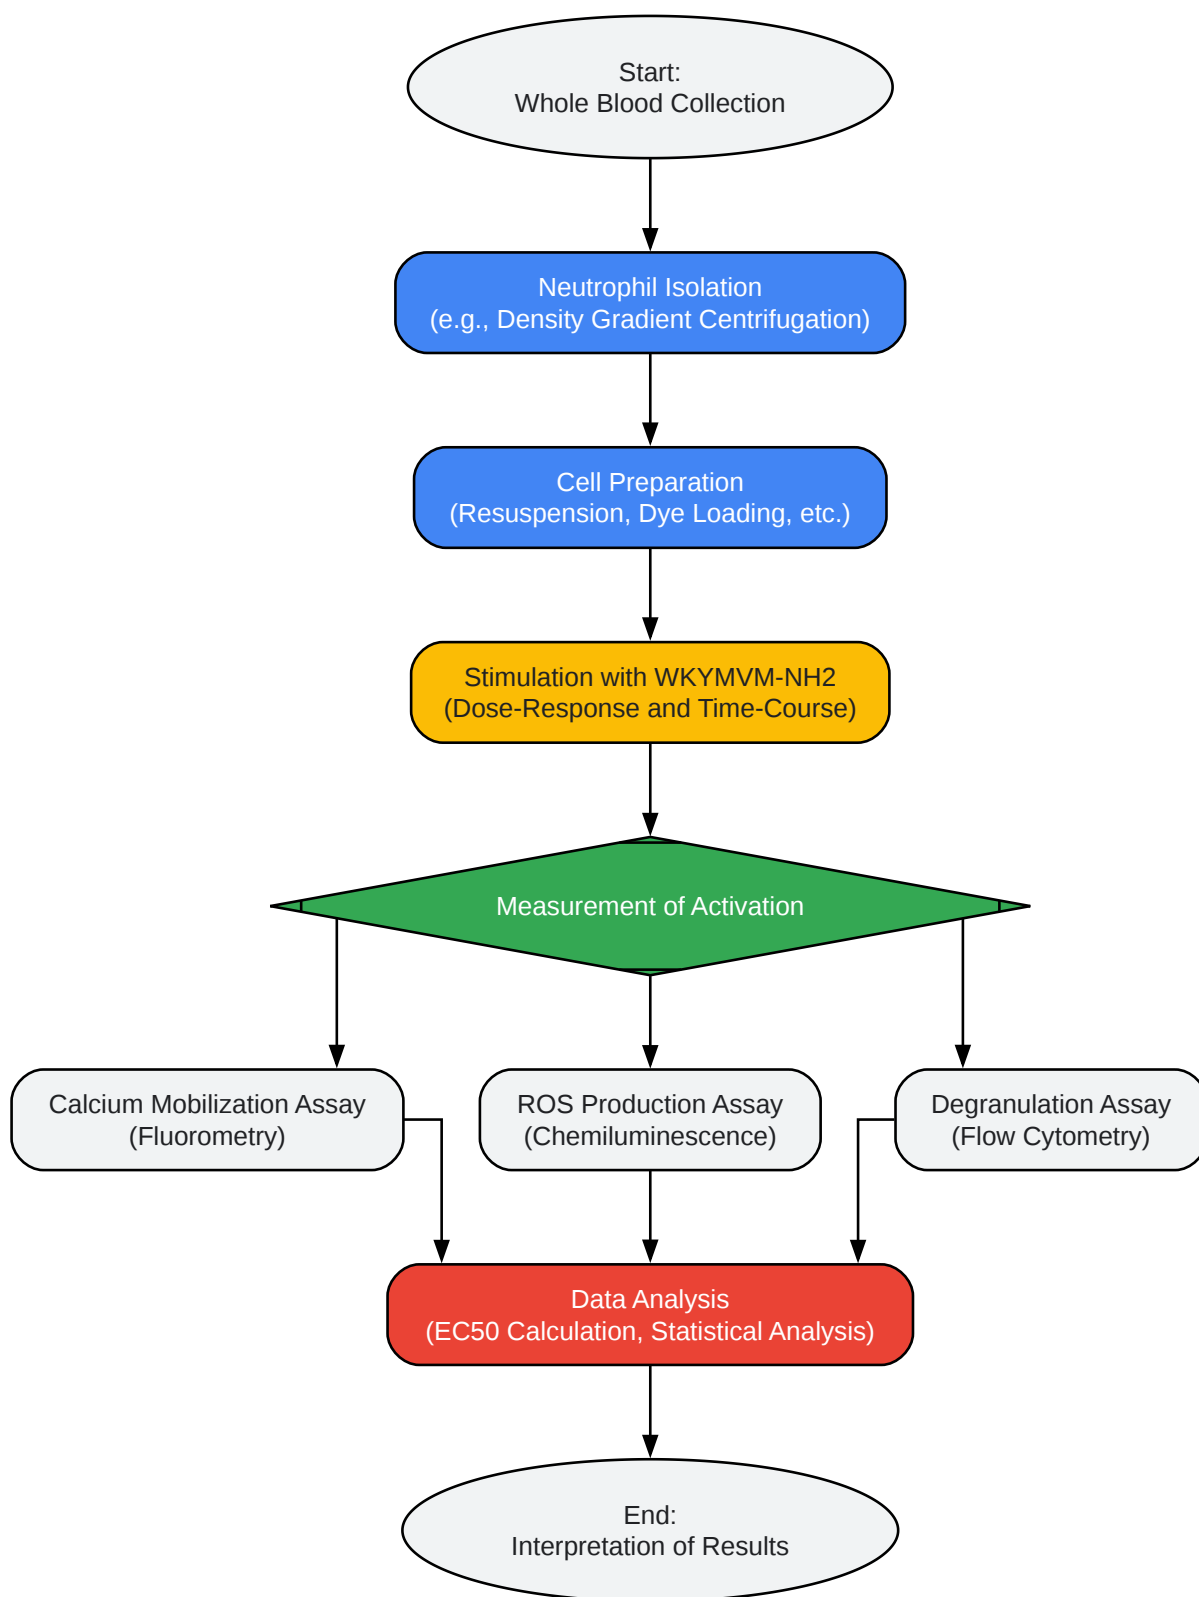 Start:
Whole Blood Collection
Neutrophil Isolation
(e.g., Density Gradient Centrifugation)
Cell Preparation
(Resuspension, Dye Loading, etc.)
Stimulation with WKYMVM-NH2
(Dose-Response and Time-Course)
Measurement of Activation
Calcium Mobilization Assay
(Fluorometry)
ROS Production Assay
(Chemiluminescence)
Degranulation Assay
(Flow Cytometry)
Data Analysis
(EC50 Calculation, Statistical Analysis)
End:
Interpretation of Results